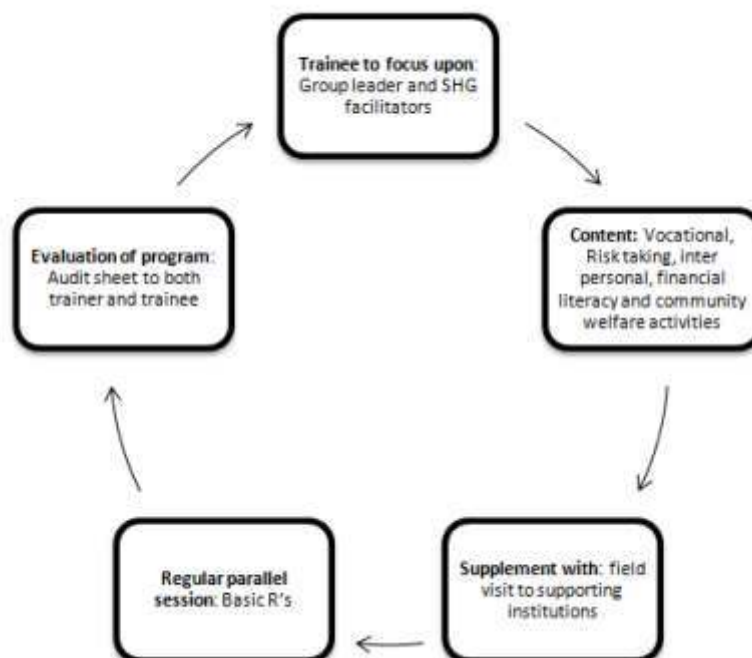 Trainee to focus upon:
Group leader and SHG
facilitators
Content: Vocational,
Risk taking, inter
personal, financial
literacy and community
welfare activities
Supplement with: field
visit to supporting
institutions
Regular parallel
session: Basic R's
Evaluation of program:
Audit sheet to both
trainer and trainee